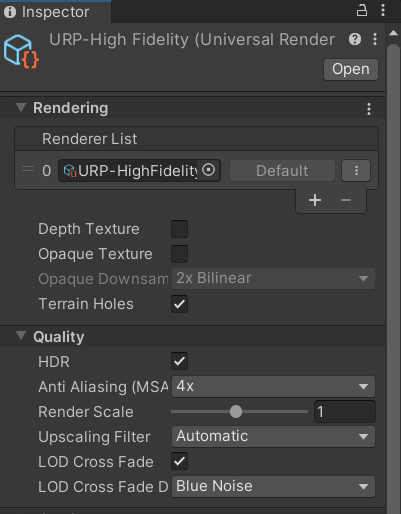 Inspector
URP-High Fidelity (Universal Render
Open
Rendering
Renderer List
0 URP-HighFidelity Default
Depth Texture
Opaque Texture
Opaque Downsam 2x Bilinear
Terrain Holes
Quality
HDR
Anti Aliasing (MSA 4x
Render Scale 1
Upscaling Filter Automatic
LOD Cross Fade
LOD Cross Fade D Blue Noise